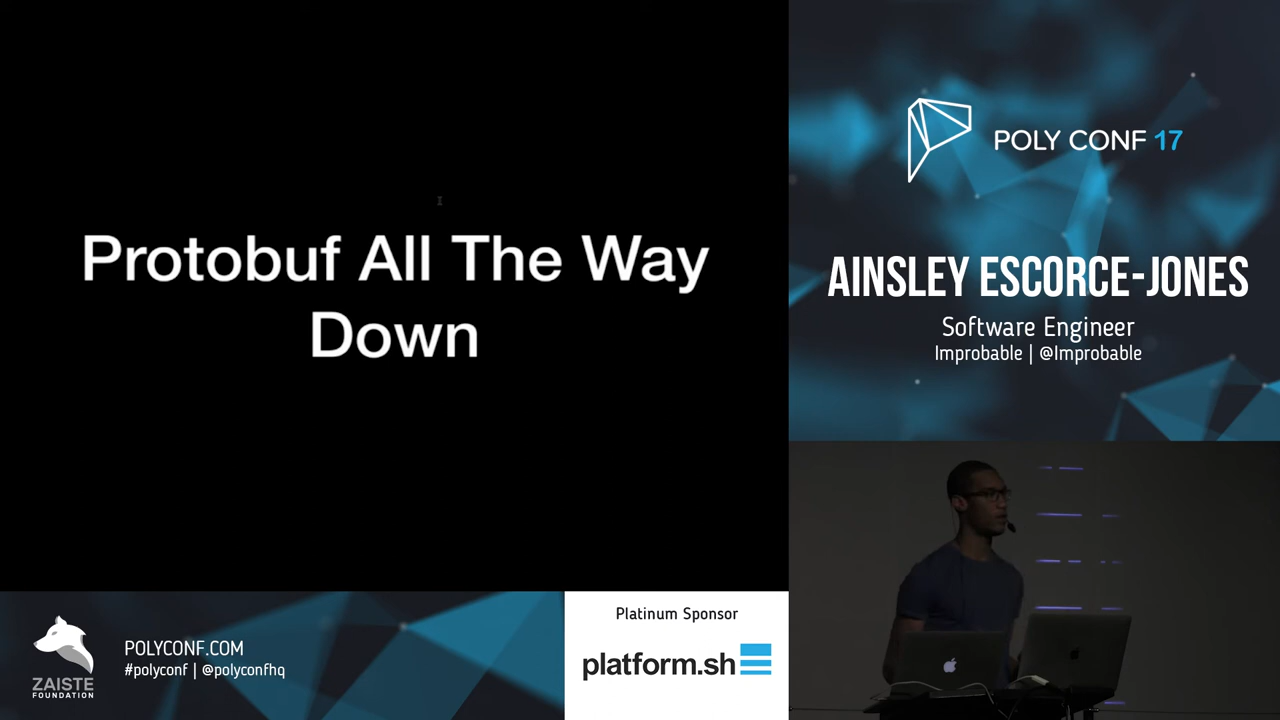 Protobuf All The Way
Down
POLY CONF 17
AINSLEY ESCORCE-JONES
Software Engineer
Improbable | @Improbable
ZAISTE
FOUNDATION
POLYCONF.COM
#polyconf | @polyconfhq
Platinum Sponsor
platform.sh